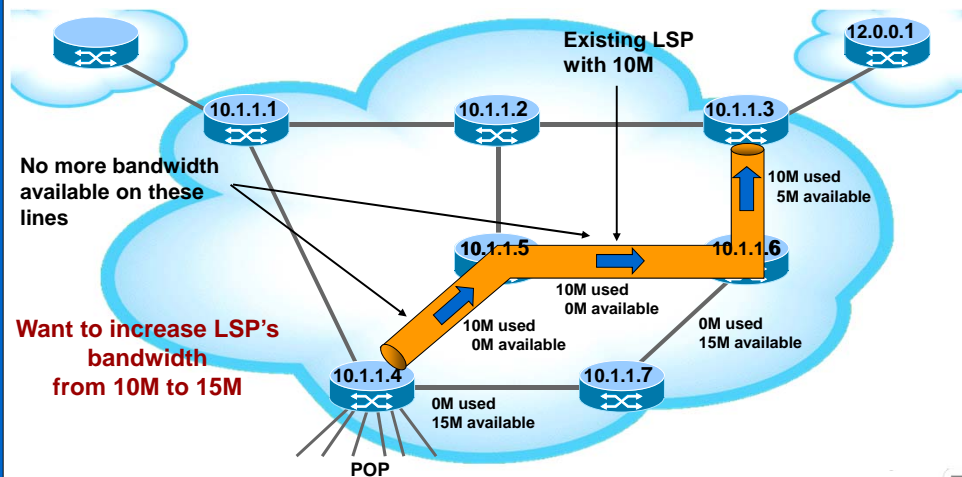 Existing LSP
with 10M
12.0.0.1
10.1.1.1
10.1.1.2
10.1.1.3
No more bandwidth
available on these
lines
10M used
5M available
10.1.1.5
10.1.1.6
10M used
0M available
10M used
0M available
Want to increase LSP's
bandwidth
from 10M to 15M
0M used
15M available
10.1.1.4
10.1.1.7
0M used
15M available
POP